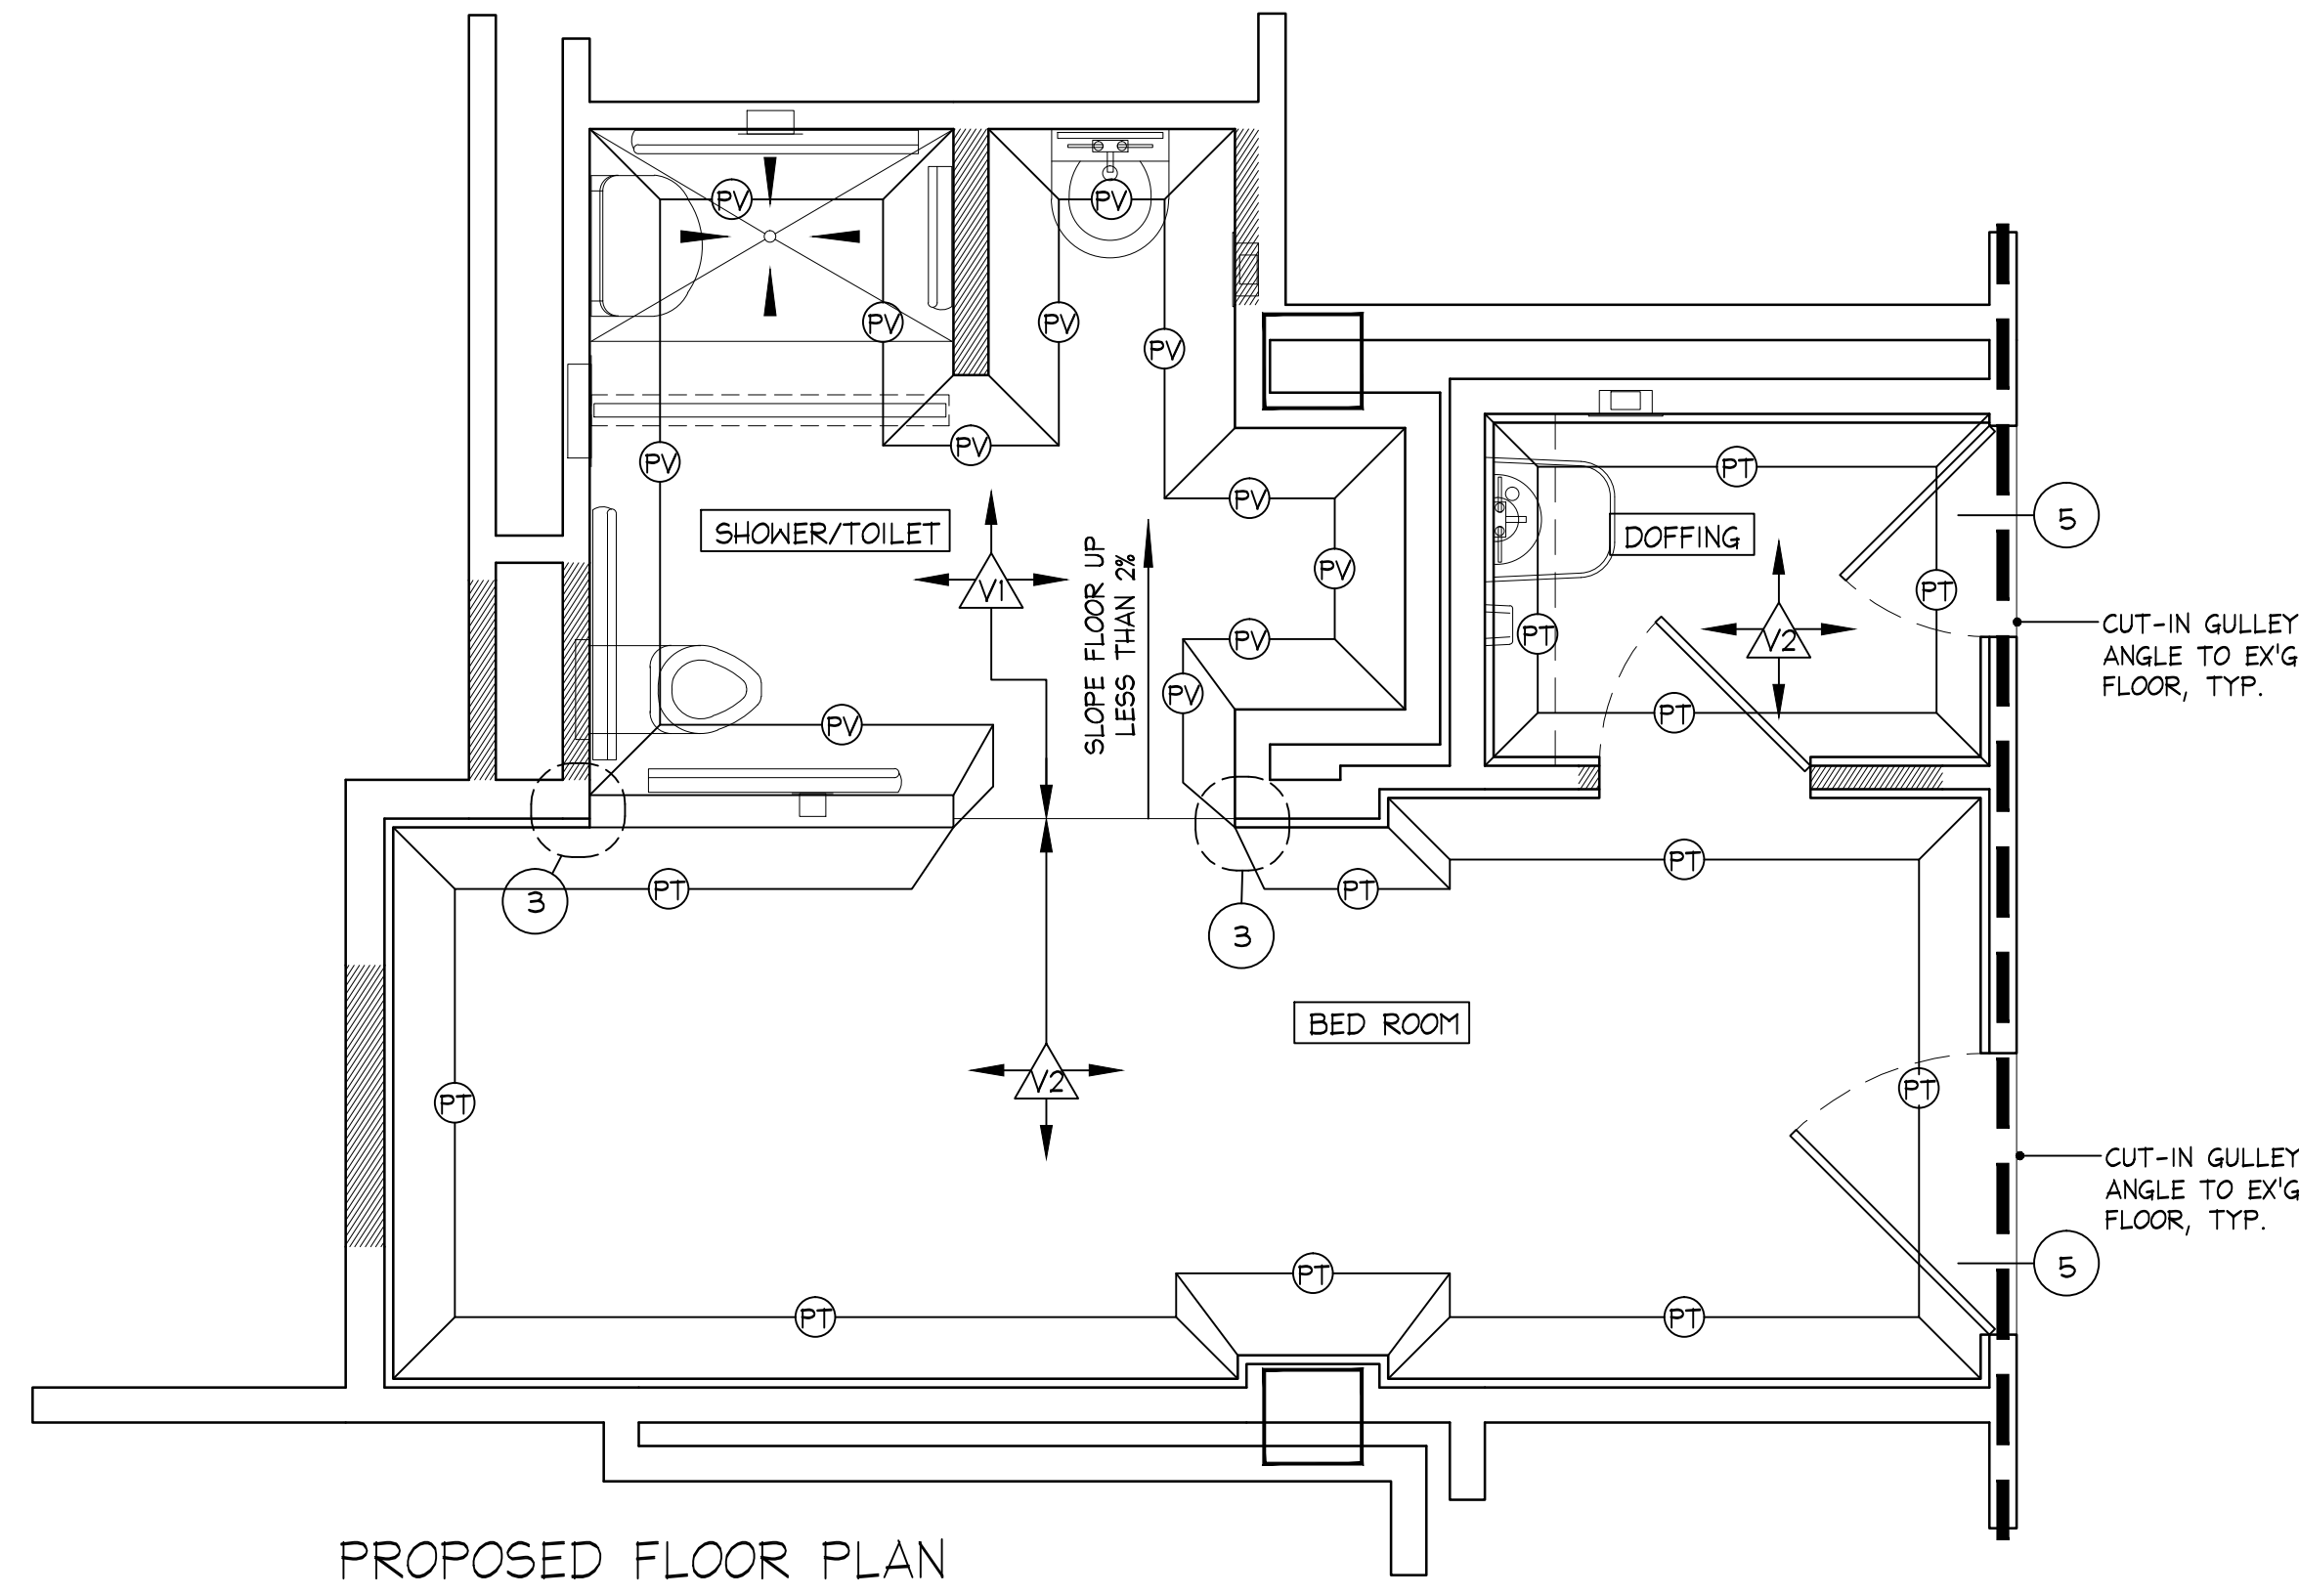 PV
PV
PV
PV
PV
PV
PV
PV
PV
PV
PV
PV
SHOWER/TOILET
V1
SLOPE FLOOR UP
LESS THAN 2%
PT
PT
PT
PT
DOFFING
V2
5
CUT-IN GULLEY
ANGLE TO EX'G
FLOOR, TYP.
3
3
PT
PT
PT
BED ROOM
V2
PT
PT
CUT-IN GULLEY
ANGLE TO EX'G
FLOOR, TYP.
5
PT
PT
PT
PROPOSED FLOOR PLAN